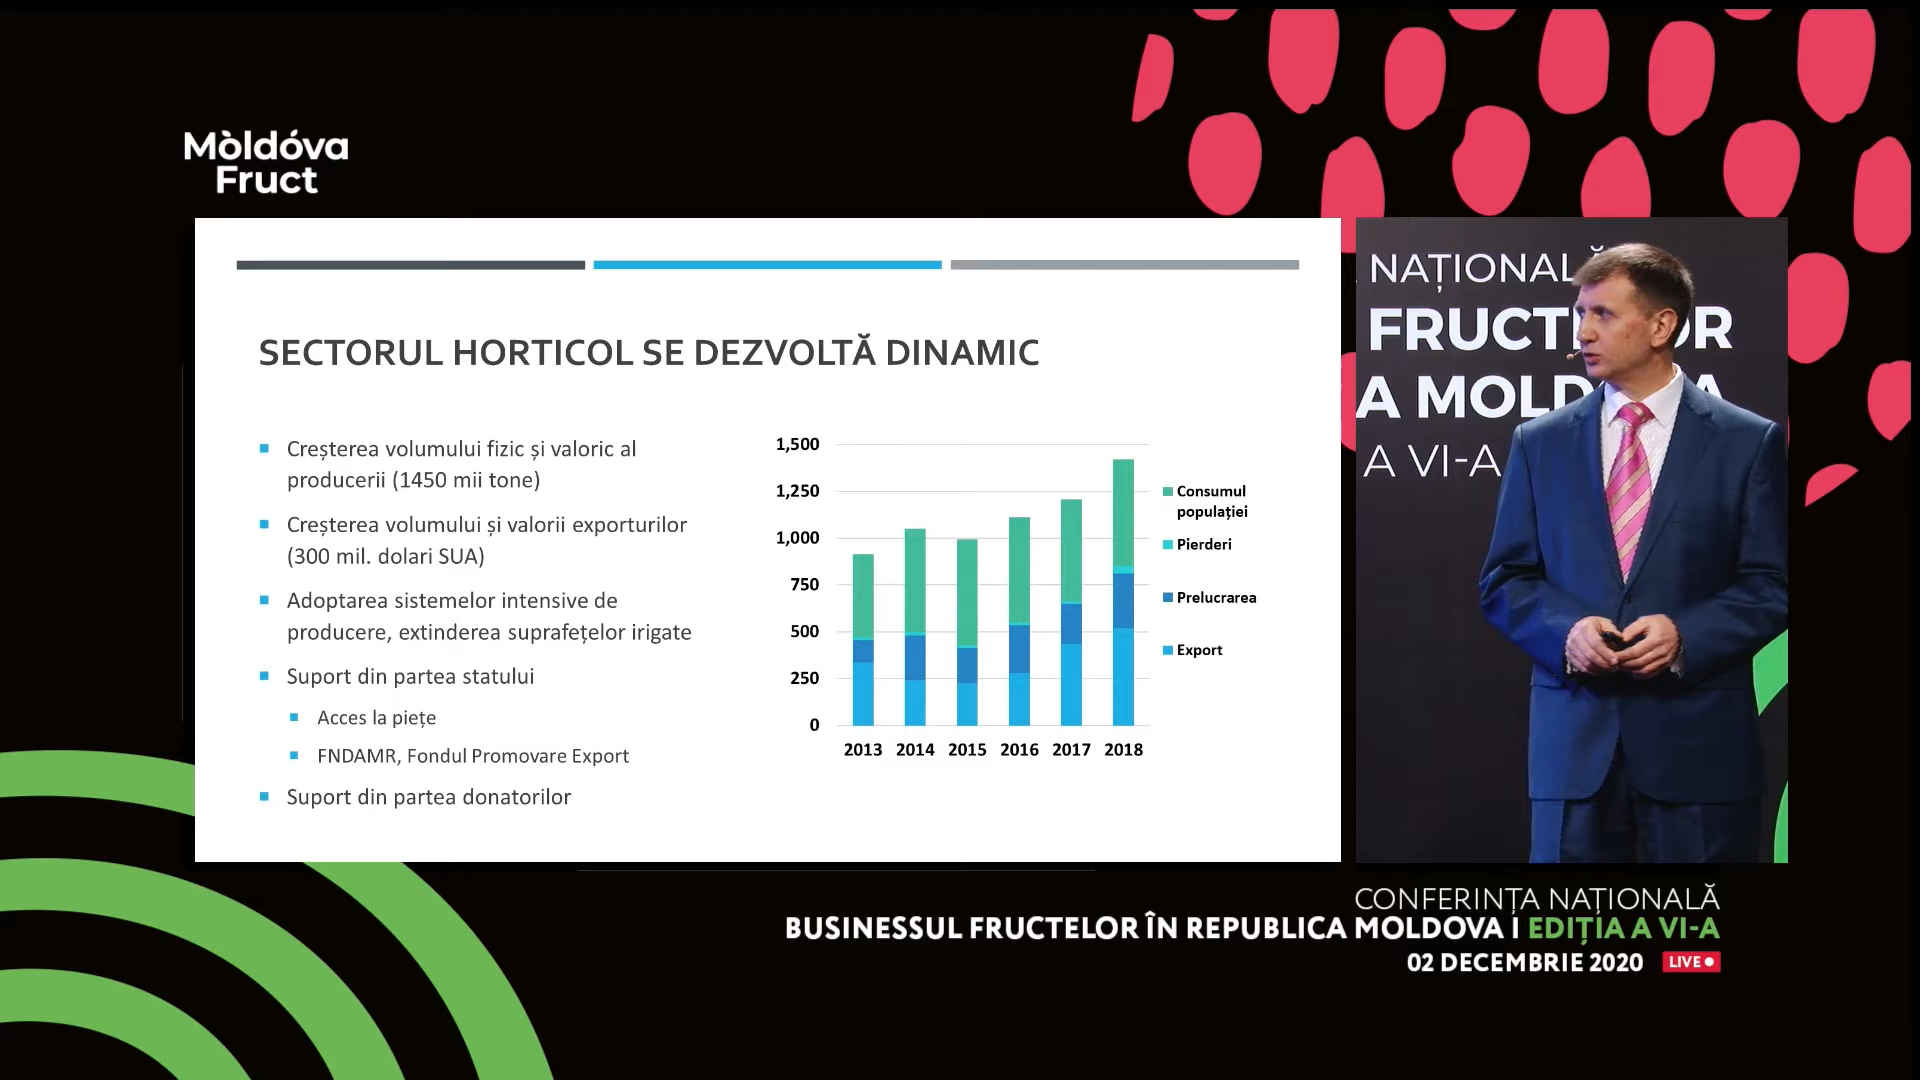 Mòldóva
Fruct
SECTORUL HORTICOL SE DEZVOLTĂ DINAMIC
Creșterea volumului fizic și valoric al
producerii (1450 mii tone)
Creșterea volumului și valorii exporturilor
(300 mil. dolari SUA)
Adoptarea sistemelor intensive de
producere, extinderea suprafețelor irigate
Suport din partea statului
Acces la piețe
FNDAMR, Fondul Promovare Export
Suport din partea donatorilor
1,500
1,250
1,000
750
500
250
0
2013 2014 2015 2016 2017 2018
Consumul
populației
Pierderi
Prelucrarea
Export
NAȚIONALĂ
FRUCTELOR
A MOLDOVA
A VI-A
CONFERINȚA NAȚIONALĂ
BUSINESSUL FRUCTELOR ÎN REPUBLICA MOLDOVA I EDIȚIA A VI-A
02 DECEMBRIE 2020 LIVE